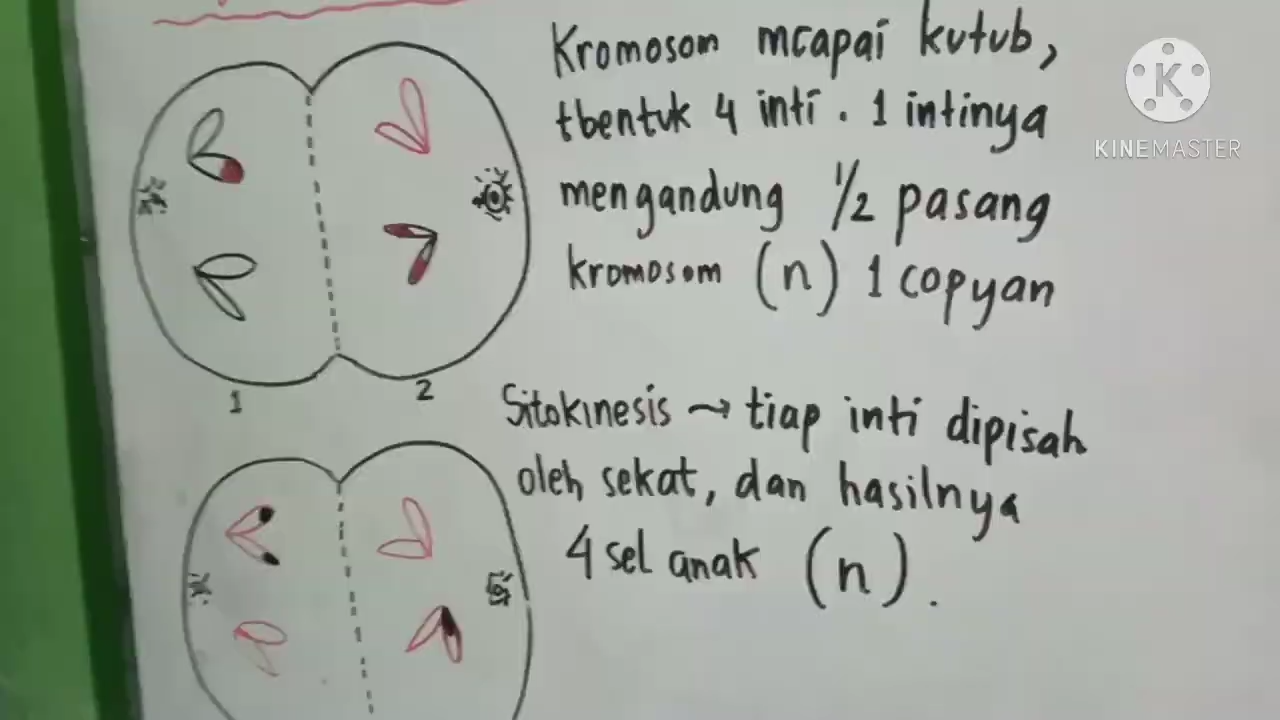 Kromosom mcapai kutub,
tbentuk 4 inti. 1 intinya
mengandung 1/2 pasang
kromosom (n) 1 copyan
1
2
Sitokinesis → tiap inti dipisah
oleh sekat, dan hasilnya
4 sel anak (n).
K
KINEMASTER